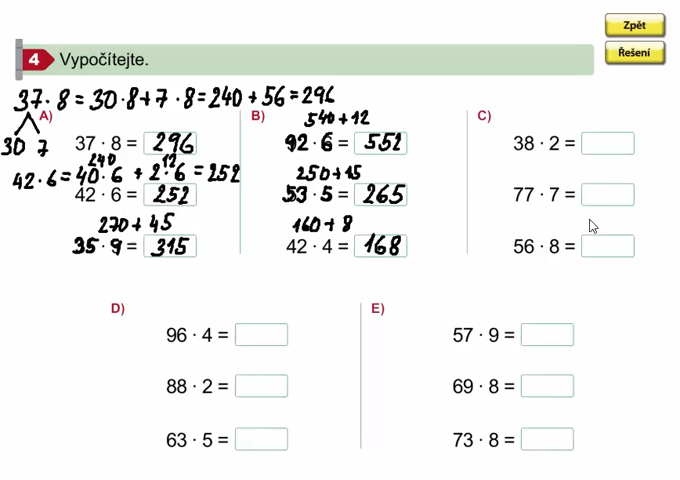 Zpět
4 Vypočítejte.
Řešení
37 · 8 = 30 · 8 + 7 · 8 = 240 + 56 = 296
A)
30 7
37 · 8 = 296
240 12
42 · 6 = 40 · 6 + 2 · 6 = 252
42 · 6 = 252
270 + 45
35 · 9 = 315
B)
540 + 12
92 · 6 = 552
250 + 15
53 · 5 = 265
160 + 8
42 · 4 = 168
C)
38 · 2 =
77 · 7 =
56 · 8 =
D)
96 · 4 =
88 · 2 =
63 · 5 =
E)
57 · 9 =
69 · 8 =
73 · 8 =